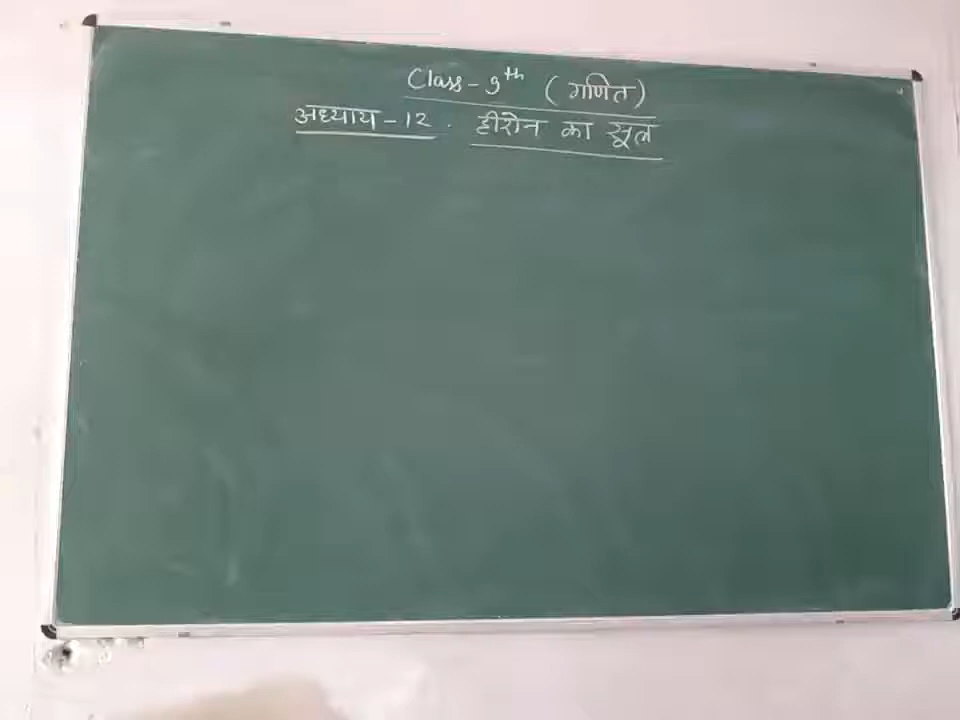 Class - 9th (गणित)
अध्याय - 12. हीरोन का सूत्र